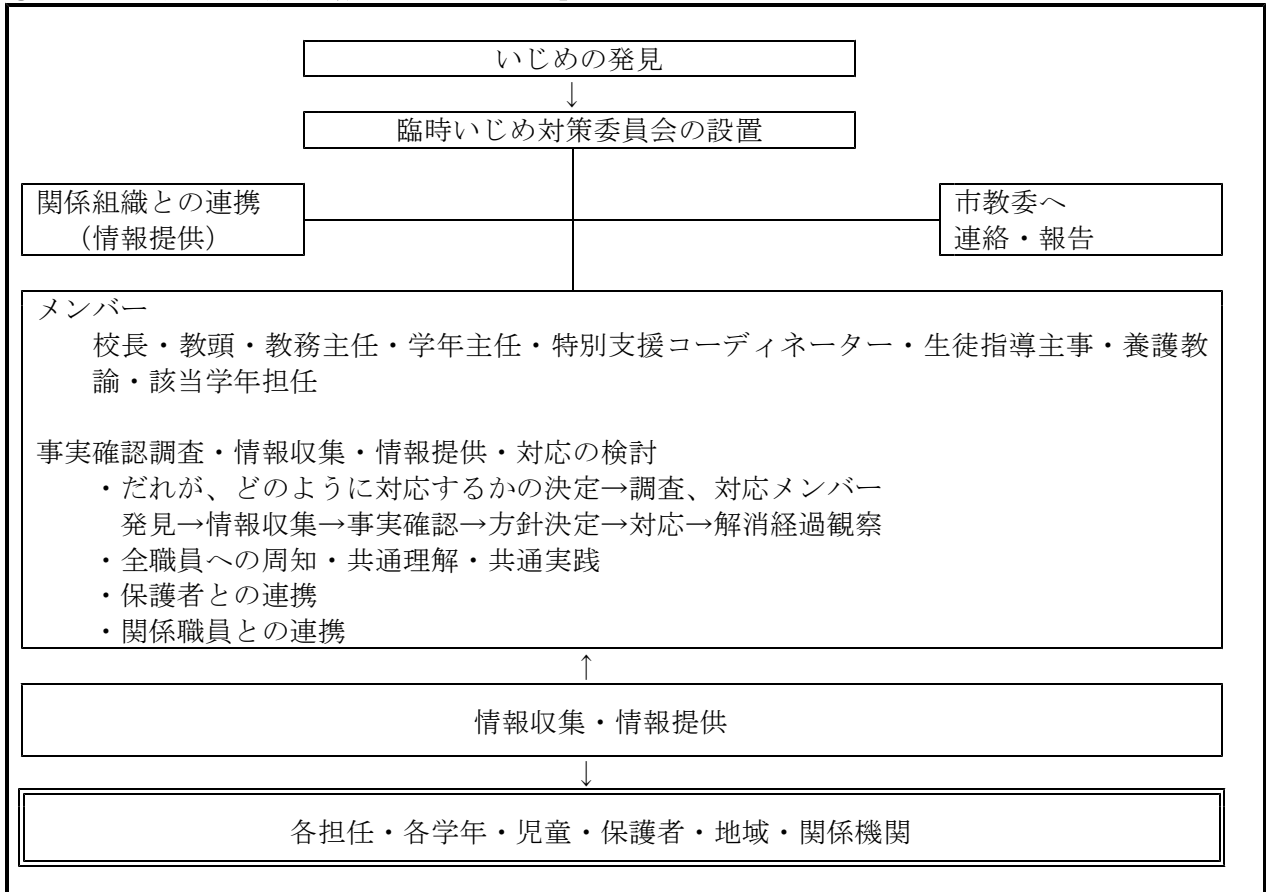 いじめの発見
↓
臨時いじめ対策委員会の設置
関係組織との連携
(情報提供)
市教委へ
連絡・報告
メンバー
校長・教頭・教務主任・学年主任・特別支援コーディネーター・生徒指導主事・養護教
諭・該当学年担任
事実確認調査・情報収集・情報提供・対応の検討
・だれが、どのように対応するかの決定→調査、対応メンバー
発見→情報収集→事実確認→方針決定→対応→解消経過観察
・全職員への周知・共通理解・共通実践
・保護者との連携
・関係職員との連携
↑
情報収集・情報提供
↓
各担任・各学年・児童・保護者・地域・関係機関